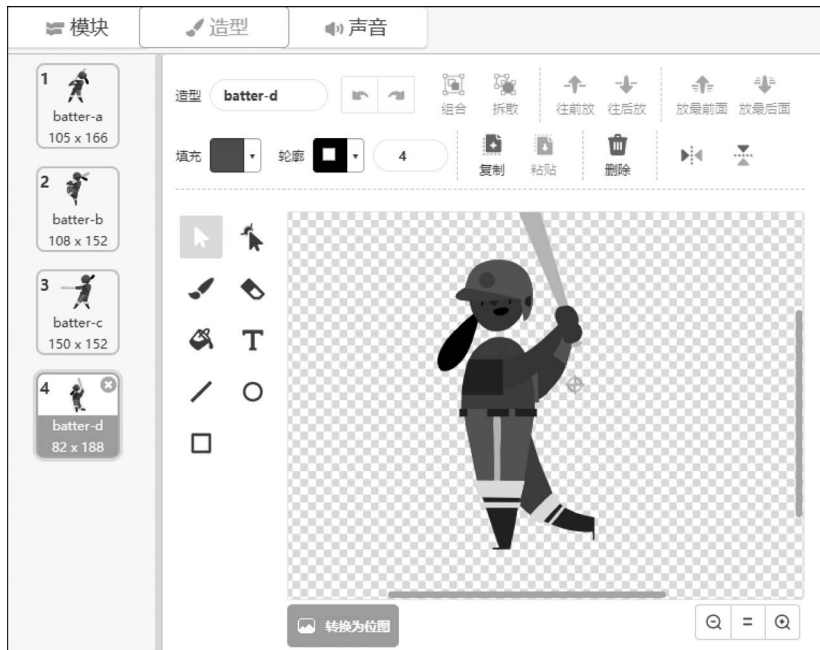 模块
造型
声音
1
batter-a
105 x 166
2
batter-b
108 x 152
3
batter-c
150 x 152
4
batter-d
82 x 188
造型
batter-d
组合
拆散
往前放
往后放
放最前面
放最后面
填充
轮廓
4
复制
粘贴
删除
T
转换为位图